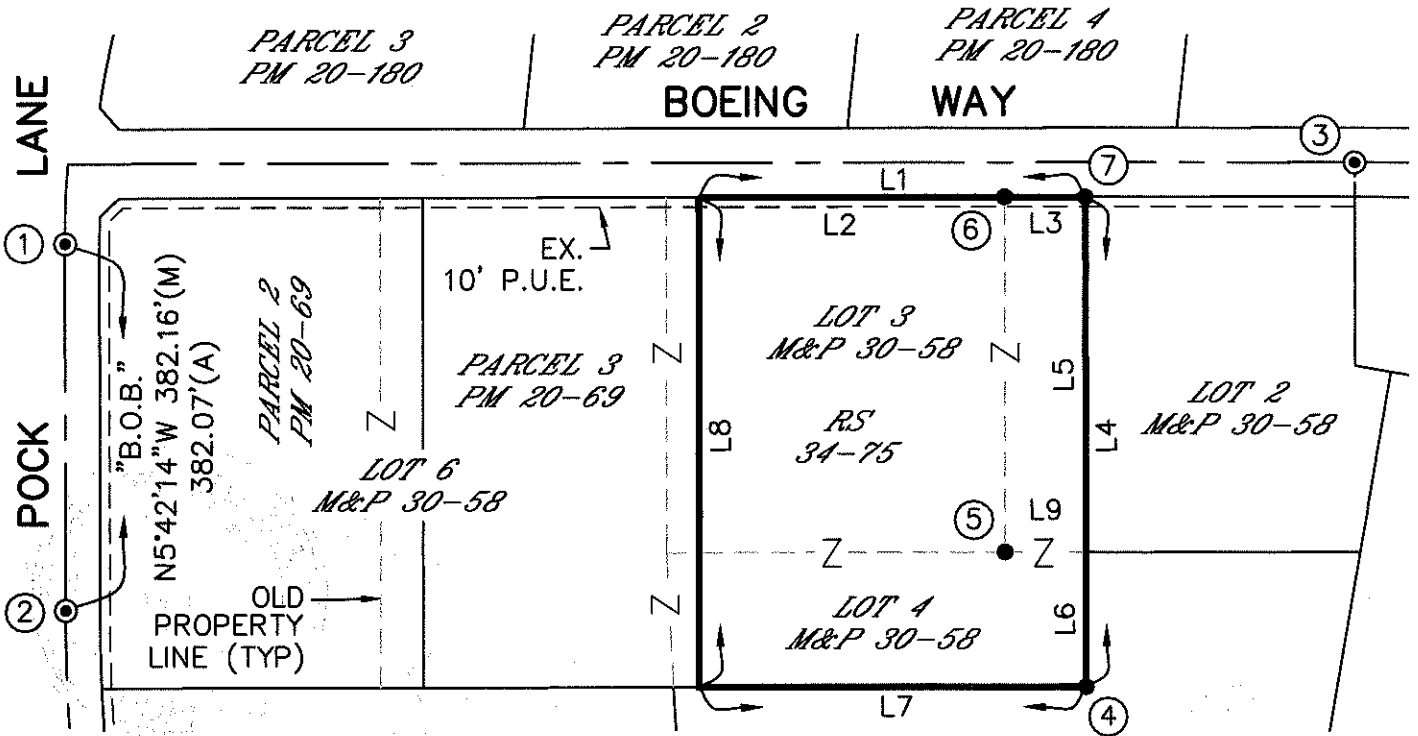 PARCEL 3
PM 20-180
PARCEL 2
PM 20-180
PARCEL 4
PM 20-180
BOEING WAY
POCK LANE
3
7
L1
L2
L3
6
1
EX.
10' P.U.E.
"B.O.B."
N5°42'14"W 382.16'(M)
382.07'(A)
PARCEL 2
PM 20-69
Z
PARCEL 3
PM 20-69
Z
L8
LOT 3
M&P 30-58
Z
RS
34-75
L5
L4
LOT 2
M&P 30-58
LOT 6
M&P 30-58
5
L9
Z
Z
2
OLD
PROPERTY
LINE (TYP)
Z
LOT 4
M&P 30-58
L6
L7
4